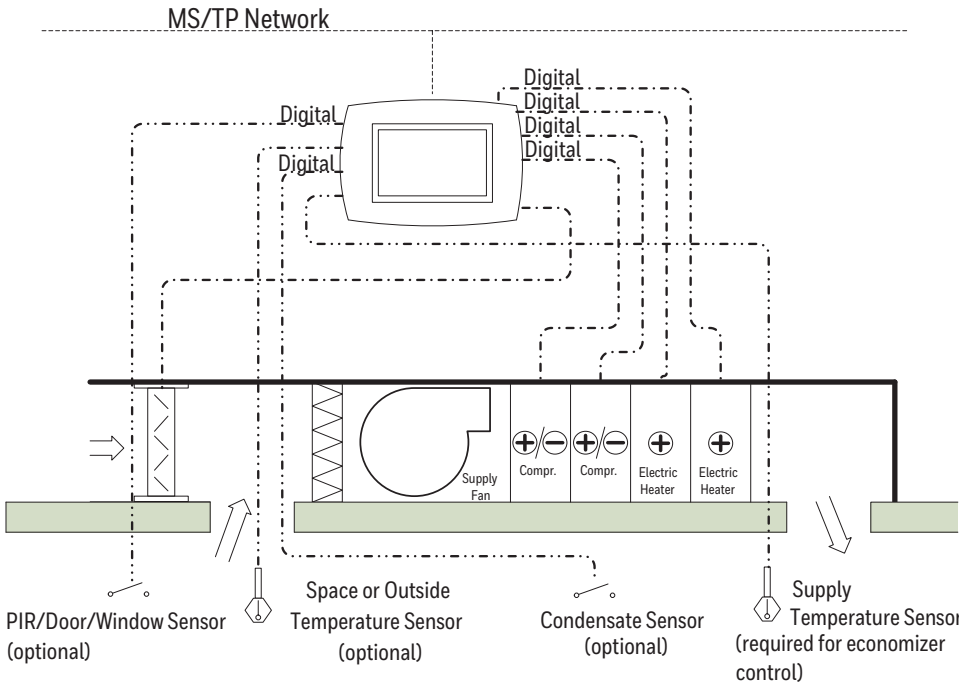 MS/TP Network
Digital
Digital
Digital
Digital
Digital
Digital
Supply
Fan
Compr.
Compr.
Electric
Heater
Electric
Heater
PIR/Door/Window Sensor
(optional)
Space or Outside
Temperature Sensor
(optional)
Condensate Sensor
(optional)
Supply
Temperature Sensor
(required for economizer
control)